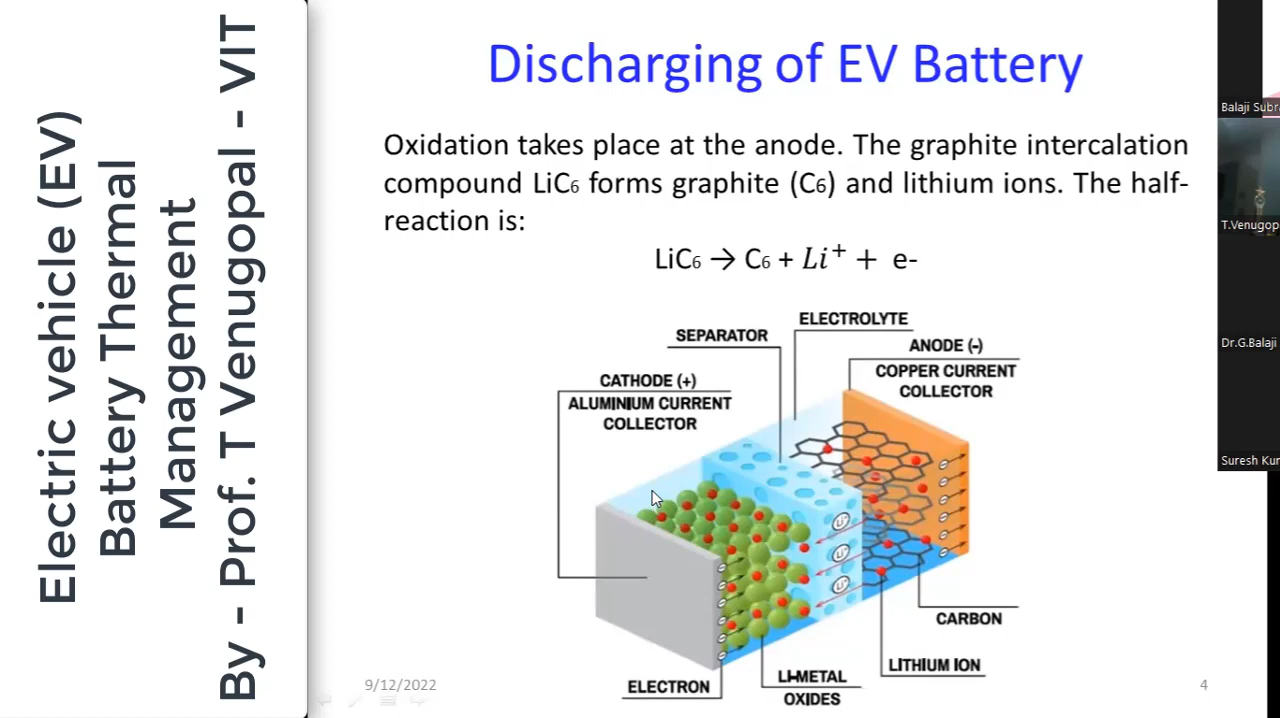 Electric vehicle (EV)
Battery Thermal
Management
By - Prof. T Venugopal - VIT
Discharging of EV Battery
Oxidation takes place at the anode. The graphite intercalation
compound LiC₆ forms graphite (C₆) and lithium ions. The half-
reaction is:
LiC₆ → C₆ + Li⁺ + e-
ELECTROLYTE
SEPARATOR
ANODE (-)
COPPER CURRENT
COLLECTOR
CATHODE (+)
ALUMINIUM CURRENT
COLLECTOR
CARBON
LITHIUM ION
LI-METAL
OXIDES
ELECTRON
9/12/2022
4
Balaji Subr
T.Venugop
Dr.G.Balaji
Suresh Kur